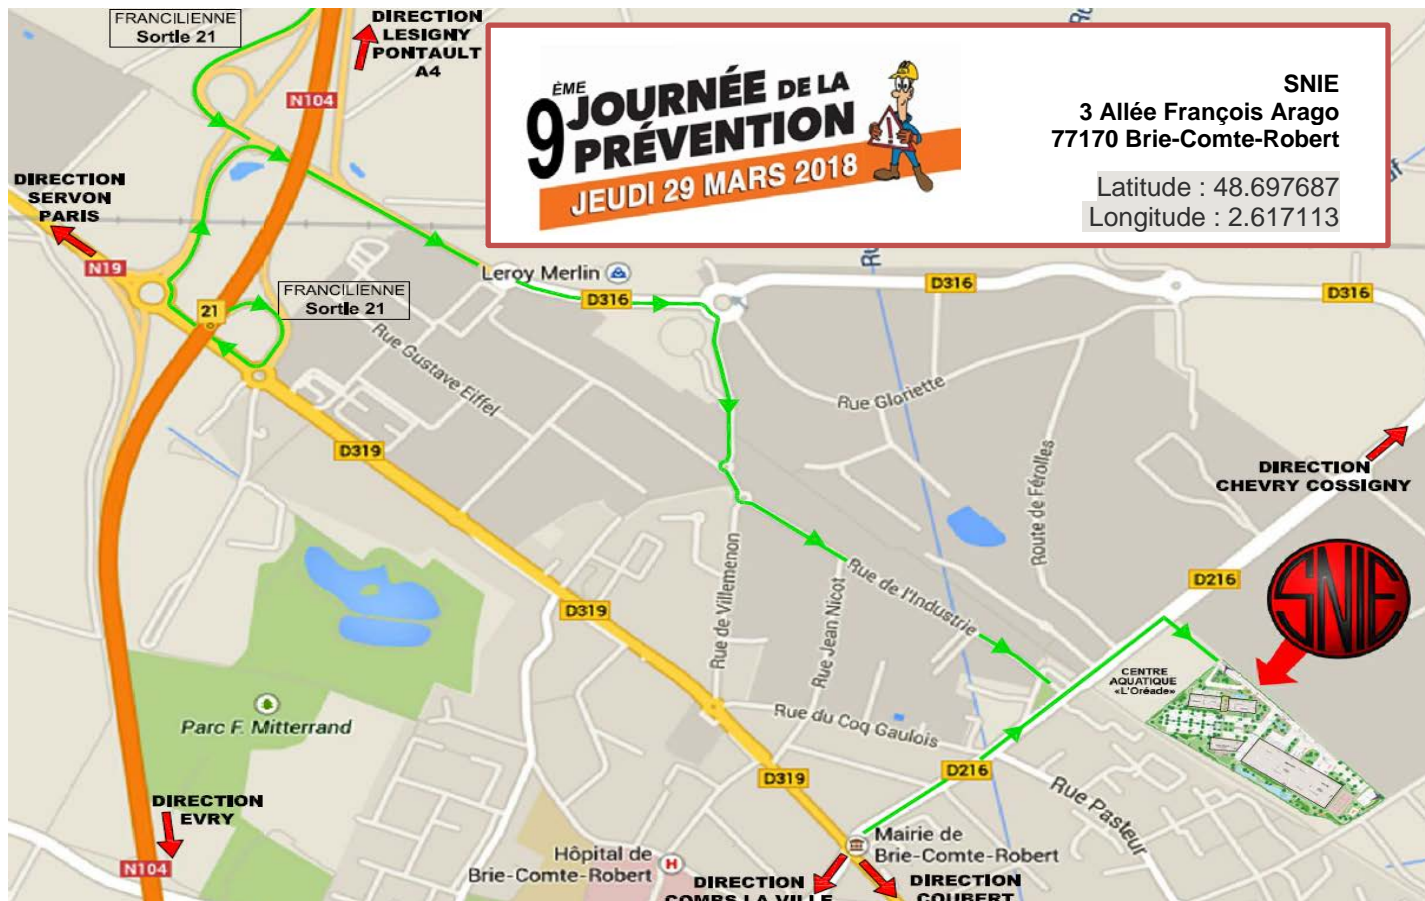 FRANCILIENNE
Sortie 21
DIRECTION
LESIGNY
PONTAULT
A4
N104
9ÈME JOURNÉE DE LA
PRÉVENTION
JEUDI 29 MARS 2018
SNIE
3 Allée François Arago
77170 Brie-Comte-Robert
Latitude : 48.697687
Longitude : 2.617113
DIRECTION
SERVON
PARIS
N19
21
FRANCILIENNE
Sortie 21
Leroy Merlin
D316
D316
D316
Rue Gustave Eiffel
Rue Gloriette
D319
Route de Férolles
DIRECTION
CHEVRY COSSIGNY
D216
SNIE
Rue de Villemenon
Rue Jean Nicot
Rue de l'Industrie
D319
CENTRE
AQUATIQUE
«L'Oréade»
Parc F. Mitterrand
Rue du Coq Gaulois
D319
D216
Rue Pasteur
DIRECTION
EVRY
N104
Mairie de
Brie-Comte-Robert
Hôpital de
Brie-Comte-Robert
H
DIRECTION
COMBS LA VILLE
DIRECTION
COUBERT